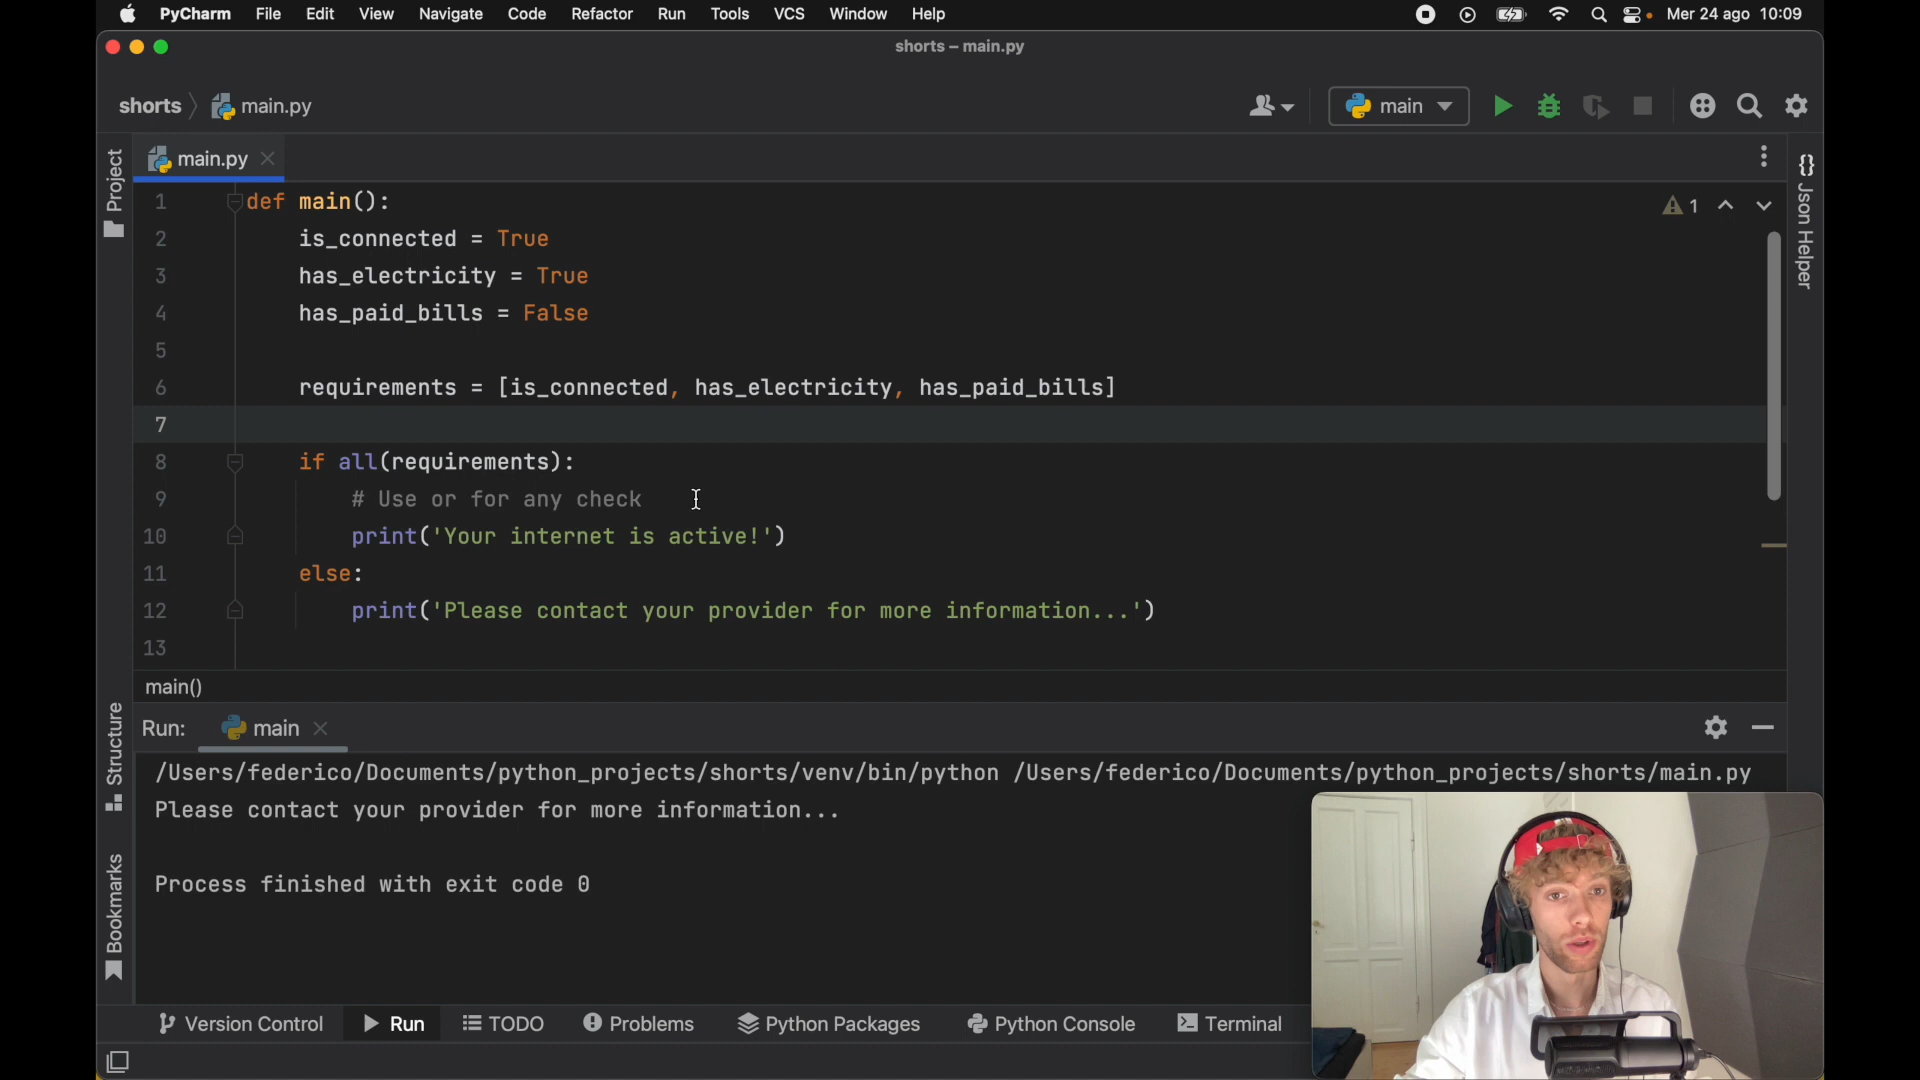 PyCharm File Edit View Navigate Code Refactor Run Tools VCS Window Help Mer 24 ago 10:09
shorts – main.py
shorts main.py main
Project
main.py
1
Json Helper
1 def main():
2 is_connected = True
3 has_electricity = True
4 has_paid_bills = False
5
6 requirements = [is_connected, has_electricity, has_paid_bills]
7
8 if all(requirements):
9 # Use or for any check
10 print('Your internet is active!')
11 else:
12 print('Please contact your provider for more information...')
13
main()
Structure
Bookmarks
Run: main
/Users/federico/Documents/python_projects/shorts/venv/bin/python /Users/federico/Documents/python_projects/shorts/main.py
Please contact your provider for more information...
Process finished with exit code 0
Version Control Run TODO Problems Python Packages Python Console Terminal